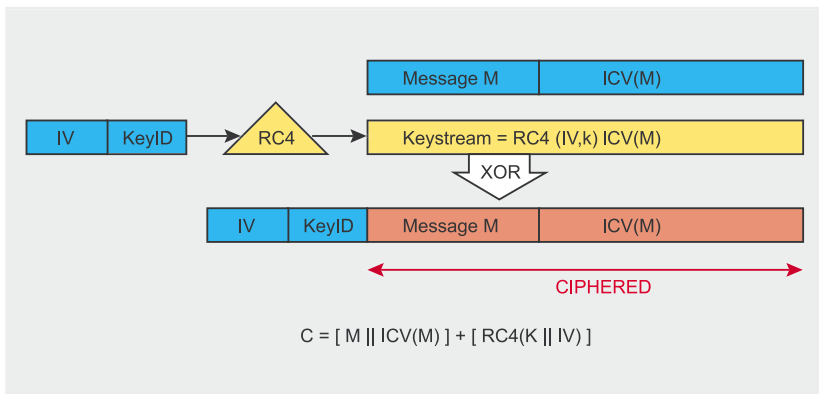 Message M ICV(M)
IV KeyID RC4 Keystream = RC4 (IV,k) ICV(M)
XOR
IV KeyID Message M ICV(M)
CIPHERED
C = [ M || ICV(M) ] + [ RC4(K || IV) ]